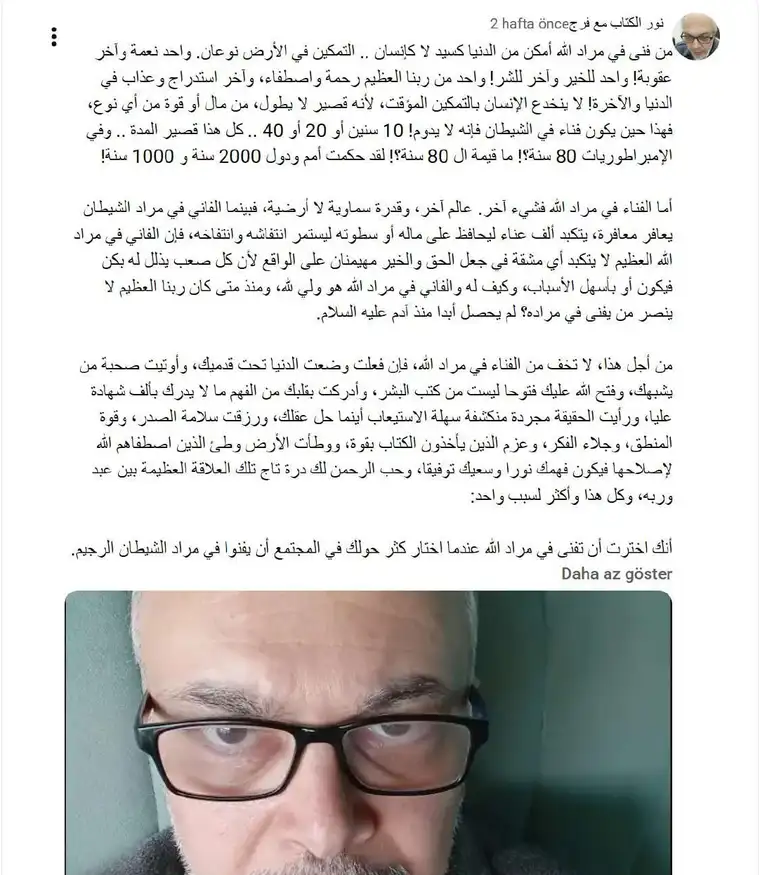 نور الكتاب مع فرج 2 hafta önce
من فنى في مراد الله أمكن من الدنيا كسيد لا كإنسان .. التمكين في الأرض نوعان. واحد نعمة وآخر
عقوبة! واحد للخير وآخر للشر! واحد من ربنا العظيم رحمة واصطفاء، وآخر استدراج وعذاب في
الدنيا والآخرة! لا ينخدع الإنسان بالتمكين المؤقت، لأنه قصير لا يطول، من مال أو قوة من أي نوع،
فهذا حين يكون فناء في الشيطان فإنه لا يدوم! 10 سنين أو 20 أو 40 .. كل هذا قصير المدة .. وفي
الإمبراطوريات 80 سنة؟! ما قيمة ال 80 سنة؟! لقد حكمت أمم ودول 2000 سنة و 1000 سنة!
أما الفناء في مراد الله فشيء آخر. عالم آخر، وقدرة سماوية لا أرضية، فبينما الفاني في مراد الشيطان
يعافر معافرة، يتكبد ألف عناء ليحافظ على ماله أو سطوته ليستمر انتفاشه وانتفاخه، فإن الفاني في مراد
الله العظيم لا يتكبد أي مشقة في جعل الحق والخير مهيمنان على الواقع لأن كل صعب يذلل له بكن
فيكون أو بأسهل الأسباب، وكيف له والفاني في مراد الله هو ولي لله، ومنذ متى كان ربنا العظيم لا
ينصر من يفنى في مراده؟ لم يحصل أبدا منذ آدم عليه السلام.
من أجل هذا، لا تخف من الفناء في مراد الله، فإن فعلت وضعت الدنيا تحت قدميك، وأوتيت صحبة من
يشبهك، وفتح الله عليك فتوحا ليست من كتب البشر، وأدركت بقلبك من الفهم ما لا يدرك بألف شهادة
عليا، ورأيت الحقيقة مجردة منكشفة سهلة الاستيعاب أينما حل عقلك، ورزقت سلامة الصدر، وقوة
المنطق، وجلاء الفكر، وعزم الذين يأخذون الكتاب بقوة، ووطأت الأرض وطئ الذين اصطفاهم الله
لإصلاحها فيكون فهمك نورا وسعيك توفيقا، وحب الرحمن لك درة تاج تلك العلاقة العظيمة بين عبد
وربه، وكل هذا وأكثر لسبب واحد:
أنك اخترت أن تفنى في مراد الله عندما اختار كثر حولك في المجتمع أن يفنوا في مراد الشيطان الرجيم.
Daha az göster